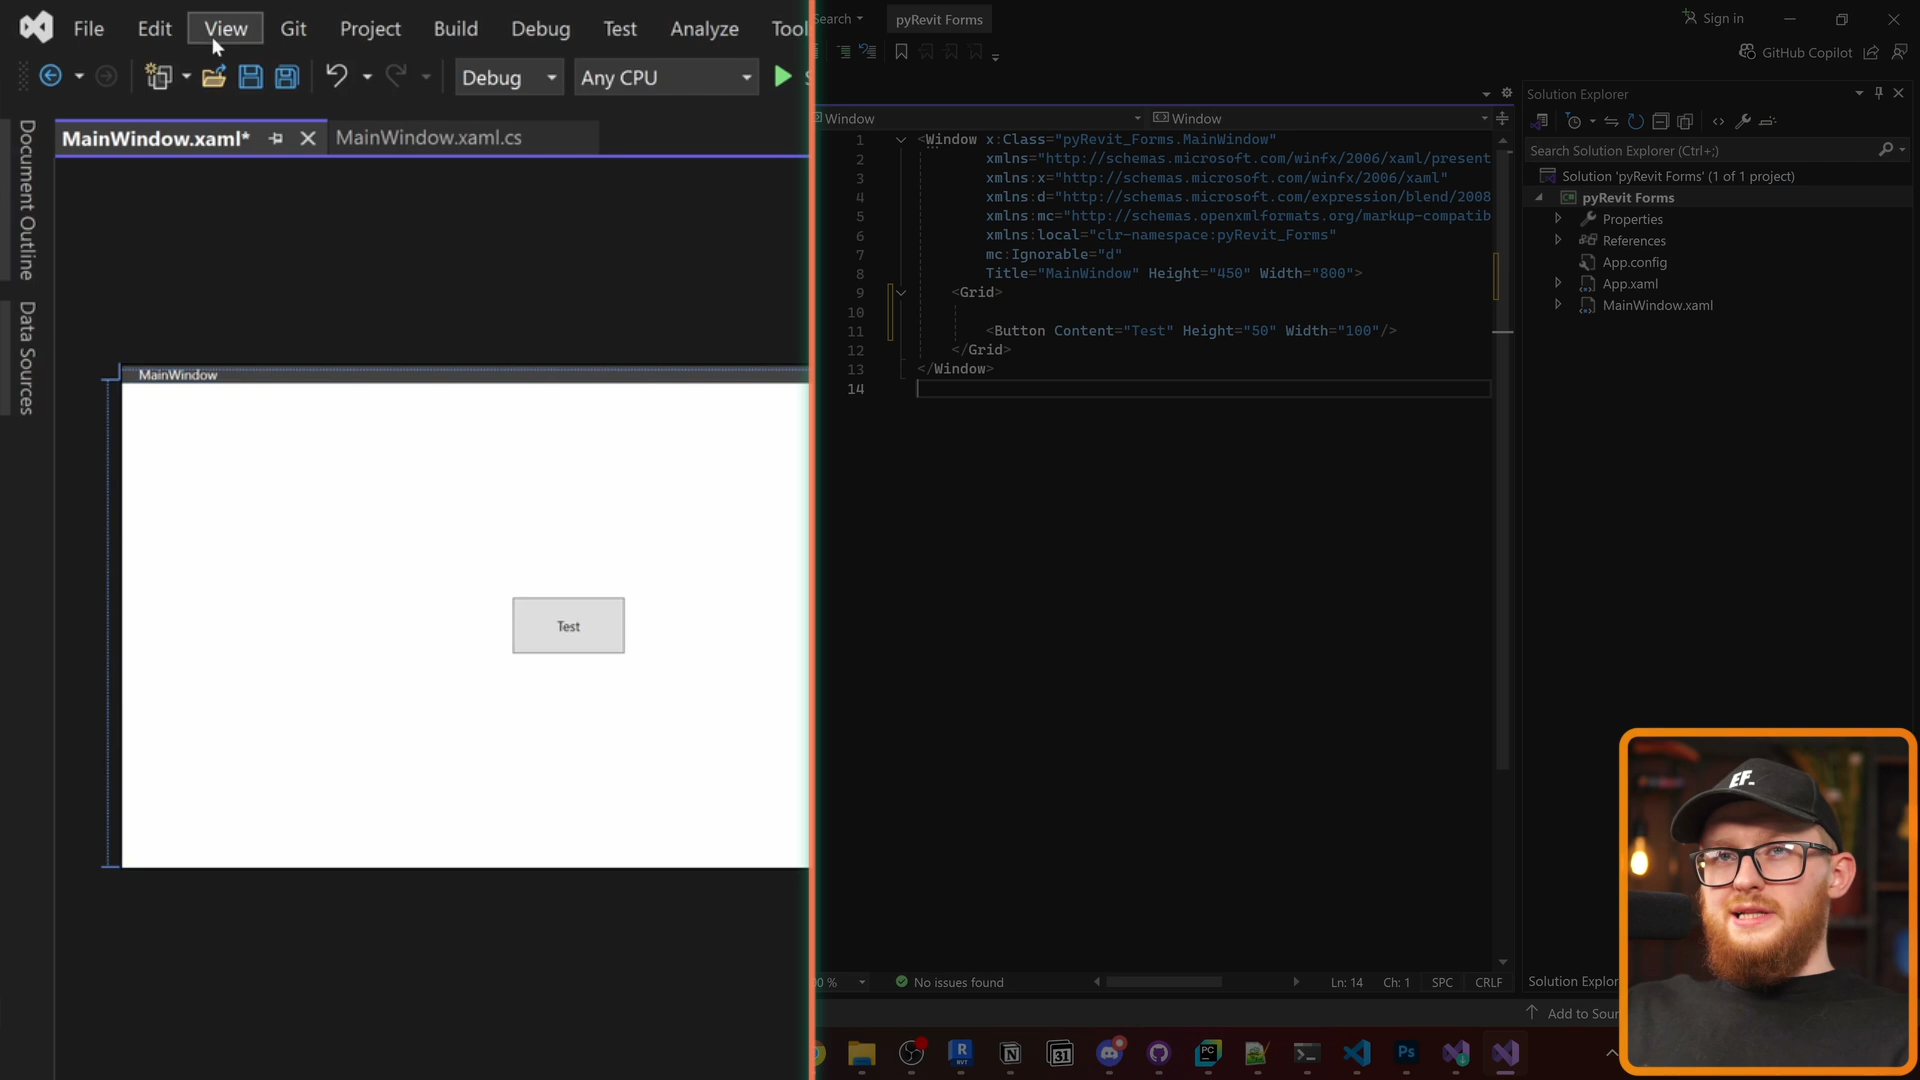 File Edit View Git Project Build Debug Test Analyze Tool
Search
pyRevit Forms
Sign in
GitHub Copilot
Debug Any CPU
MainWindow.xaml* MainWindow.xaml.cs
Document Outline
Data Sources
MainWindow
Test
Window Window
1 <Window x:Class="pyRevit_Forms.MainWindow"
2 xmlns="http://schemas.microsoft.com/winfx/2006/xaml/present
3 xmlns:x="http://schemas.microsoft.com/winfx/2006/xaml"
4 xmlns:d="http://schemas.microsoft.com/expression/blend/2008
5 xmlns:mc="http://schemas.openxmlformats.org/markup-compatib
6 xmlns:local="clr-namespace:pyRevit_Forms"
7 mc:Ignorable="d"
8 Title="MainWindow" Height="450" Width="800">
9 <Grid>
10
11 <Button Content="Test" Height="50" Width="100"/>
12 </Grid>
13 </Window>
14
Solution Explorer
Search Solution Explorer (Ctrl+;)
Solution 'pyRevit Forms' (1 of 1 project)
pyRevit Forms
Properties
References
App.config
App.xaml
MainWindow.xaml
No issues found
Ln: 14 Ch: 1 SPC CRLF
Solution Explor
Add to Sour
RVT
31
PC
Ps
EF_